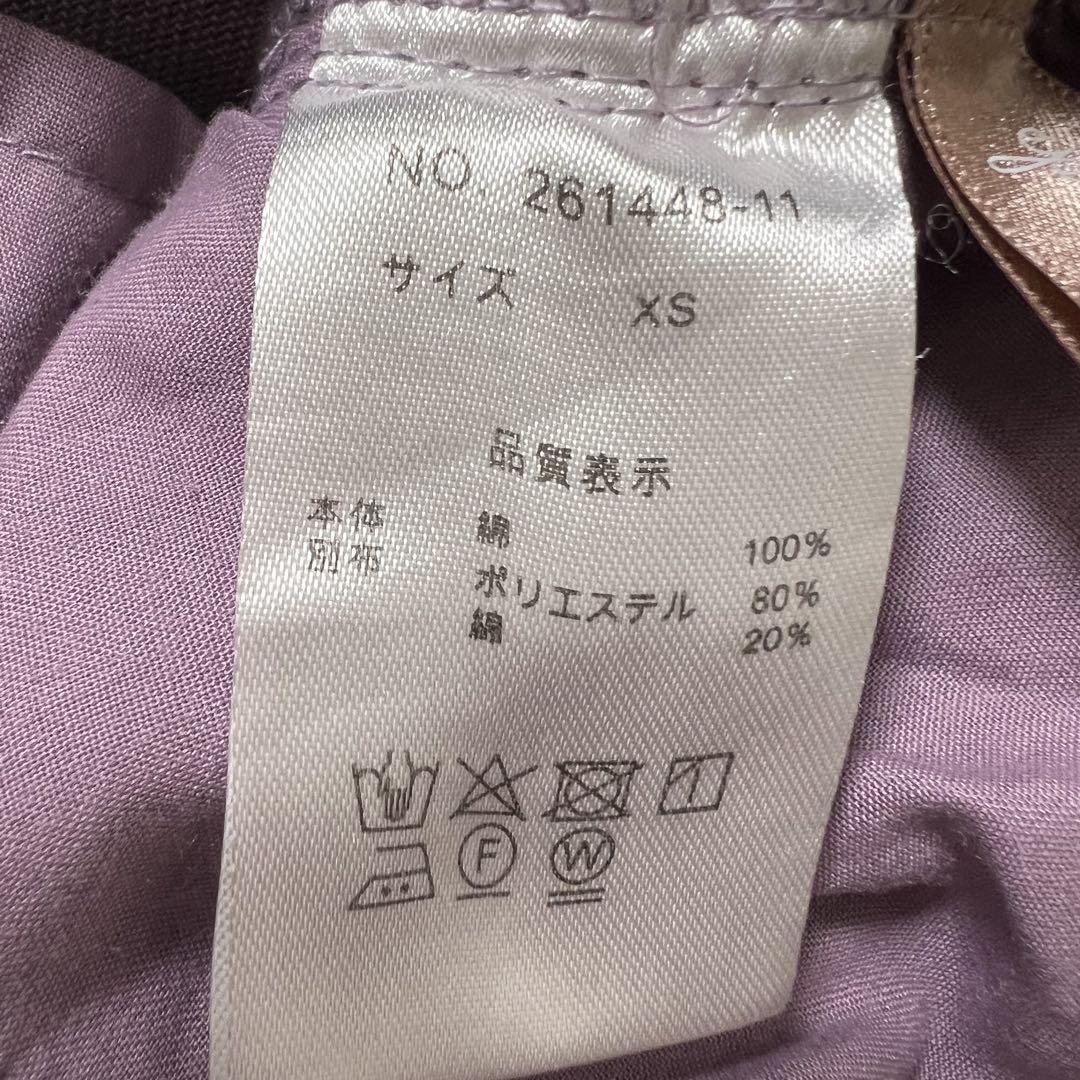 NO. 261448-11
サイズ XS
品質表示
本体 綿 100%
別布 ポリエステル 80%
綿 20%
F W